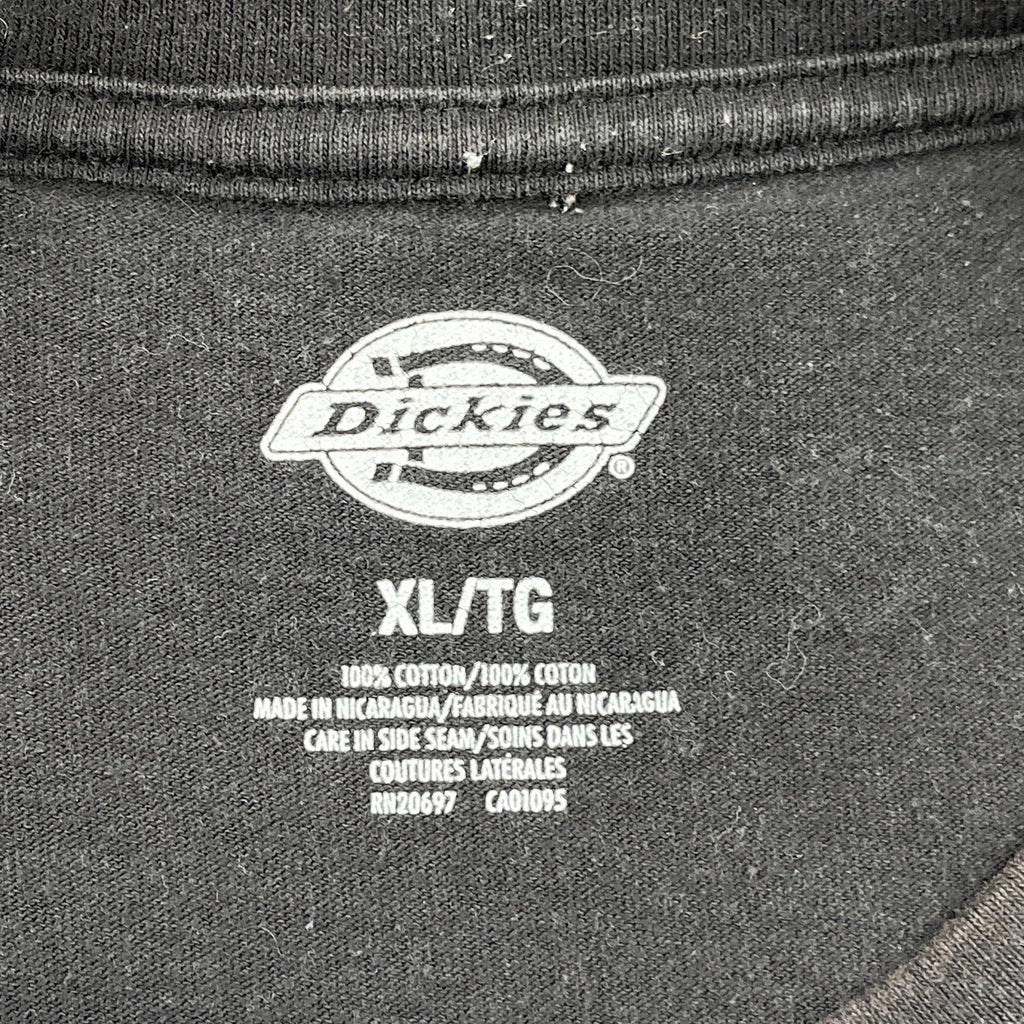 Dickies
®
XL/TG
100% COTTON/100% COTON
MADE IN NICARAGUA/FABRIQUÉ AU NICARAGUA
CARE IN SIDE SEAM/SOINS DANS LES
COUTURES LATÉRALES
RN20697 CA01095